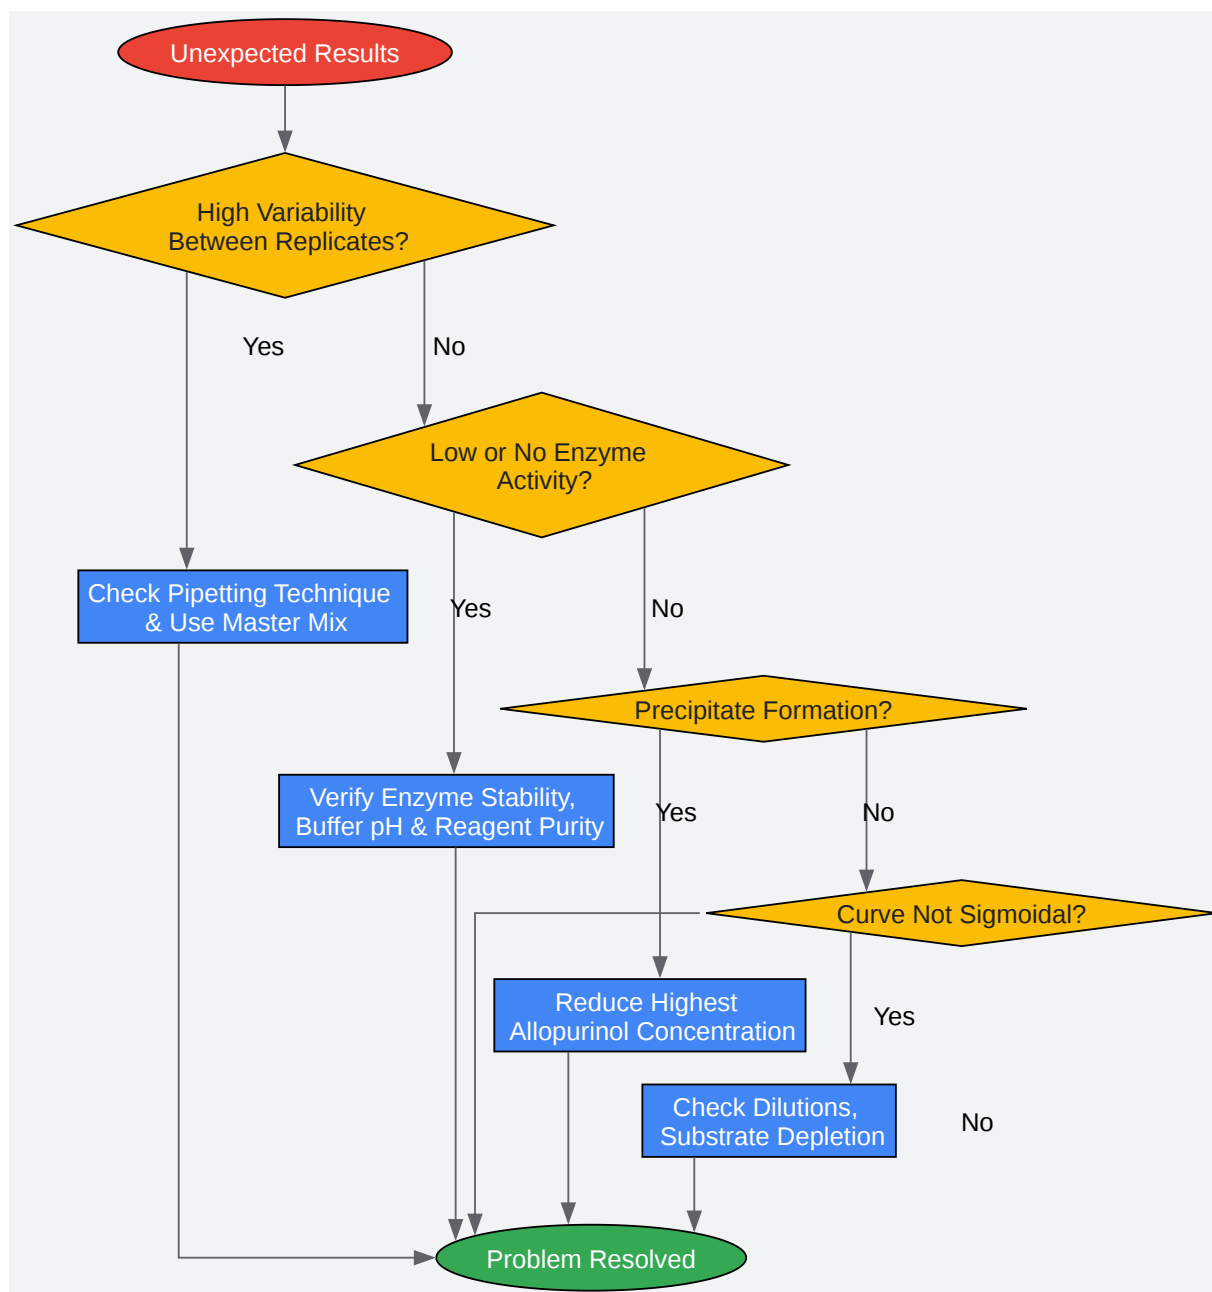 Unexpected Results
High Variability
Between Replicates?
Yes
No
Low or No Enzyme
Activity?
Check Pipetting Technique
& Use Master Mix
Yes
No
Precipitate Formation?
Verify Enzyme Stability,
Buffer pH & Reagent Purity
Yes
No
Curve Not Sigmoidal?
Reduce Highest
Allopurinol Concentration
Yes
Check Dilutions,
Substrate Depletion
No
Problem Resolved